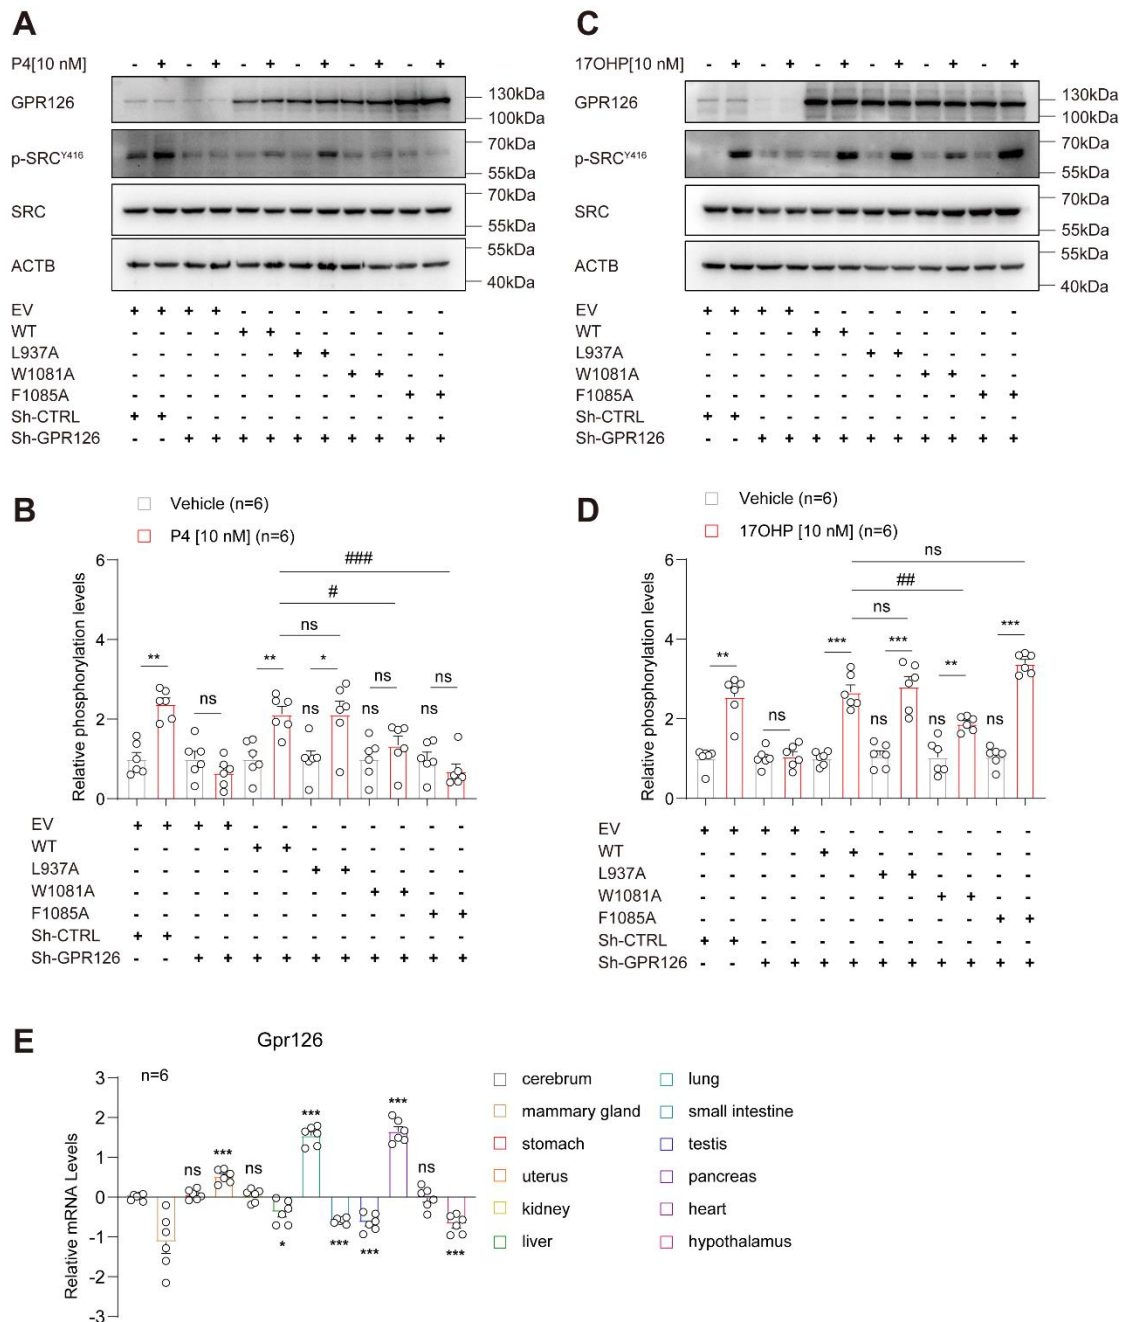 A
P4[10 nM] - + - + - + - + - + - +
GPR126
130kDa
100kDa
p-SRCY416
70kDa
55kDa
SRC
70kDa
55kDa
ACTB
55kDa
40kDa
EV + + + + - - - - - - - -
WT - - - - + + - - - - - -
L937A - - - - - - + + - - - -
W1081A - - - - - - - - + + - -
F1085A - - - - - - - - - - + +
Sh-CTRL + + - - - - - - - - - -
Sh-GPR126 - - + + + + + + + + + +
C
17OHP[10 nM] - + - + - + - + - + - +
GPR126
130kDa
100kDa
p-SRCY416
70kDa
55kDa
SRC
70kDa
55kDa
ACTB
55kDa
40kDa
EV + + + + - - - - - - - -
WT - - - - + + - - - - - -
L937A - - - - - - + + - - - -
W1081A - - - - - - - - + + - -
F1085A - - - - - - - - - - + +
Sh-CTRL + + - - - - - - - - - -
Sh-GPR126 - - + + + + + + + + + +
B
Vehicle (n=6)
P4 [10 nM] (n=6)
Relative phosphorylation levels
6
4
2
0
###
#
ns
** ns ** ns * ns ns ns ns
EV + + + + - - - - - - - -
WT - - - - + + - - - - - -
L937A - - - - - - + + - - - -
W1081A - - - - - - - - + + - -
F1085A - - - - - - - - - - + +
Sh-CTRL + + - - - - - - - - - -
Sh-GPR126 - - + + + + + + + + + +
D
Vehicle (n=6)
17OHP [10 nM] (n=6)
Relative phosphorylation levels
6
4
2
0
ns
##
ns
** ns *** ns *** ns ** ns ***
EV + + + + - - - - - - - -
WT - - - - + + - - - - - -
L937A - - - - - - + + - - - -
W1081A - - - - - - - - + + - -
F1085A - - - - - - - - - - + +
Sh-CTRL + + - - - - - - - - - -
Sh-GPR126 - - + + + + + + + + + +
E
Gpr126
n=6
Relative mRNA Levels
3
2
1
0
-1
-2
-3
ns *** ns * *** *** *** *** ns ***
cerebrum
mammary gland
stomach
uterus
kidney
liver
lung
small intestine
testis
pancreas
heart
hypothalamus